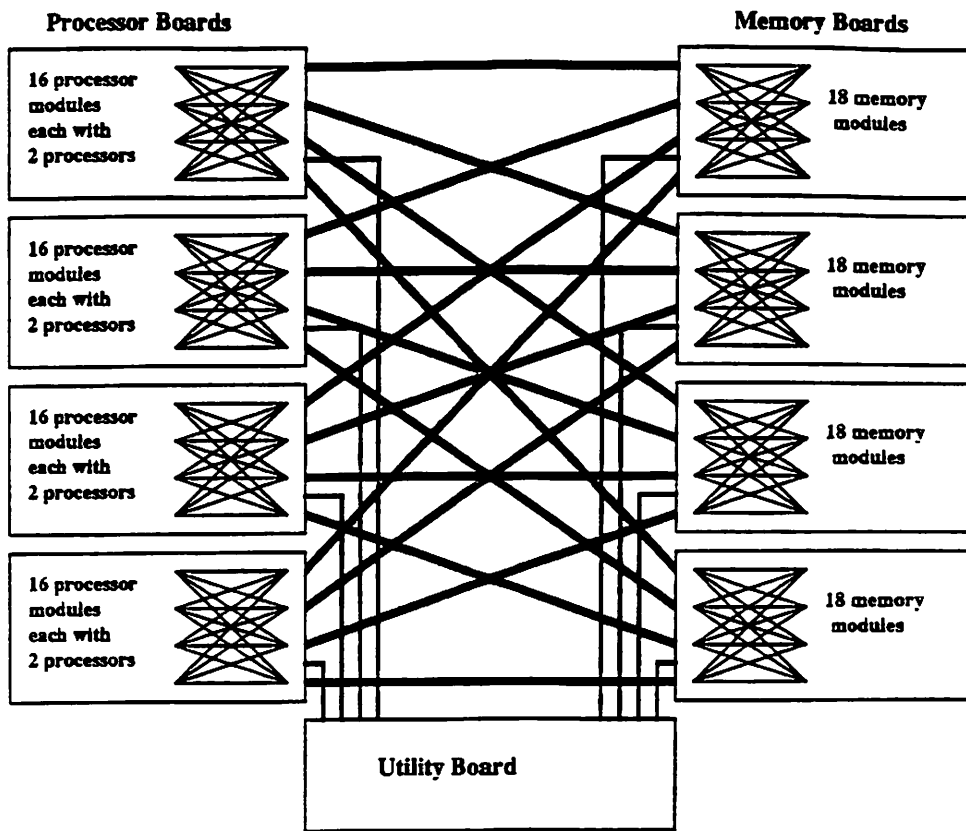 Processor Boards
Memory Boards
16 processor
modules
each with
2 processors
18 memory
modules
16 processor
modules
each with
2 processors
18 memory
modules
16 processor
modules
each with
2 processors
18 memory
modules
16 processor
modules
each with
2 processors
18 memory
modules
Utility Board